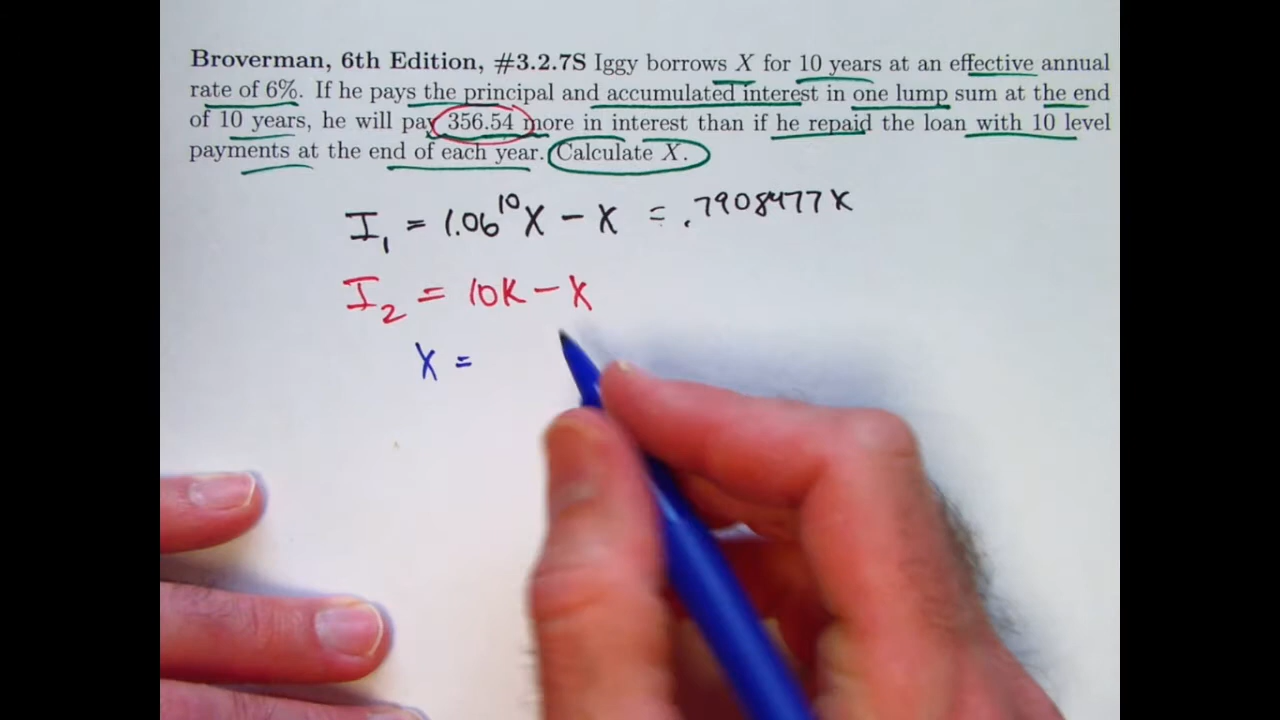 Broverman, 6th Edition, #3.2.7S Iggy borrows X for 10 years at an effective annual
rate of 6%. If he pays the principal and accumulated interest in one lump sum at the end
of 10 years, he will pay 356.54 more in interest than if he repaid the loan with 10 level
payments at the end of each year. Calculate X.
I₁ = 1.06¹⁰X − X = .7908477X
I₂ = 10K − X
X =